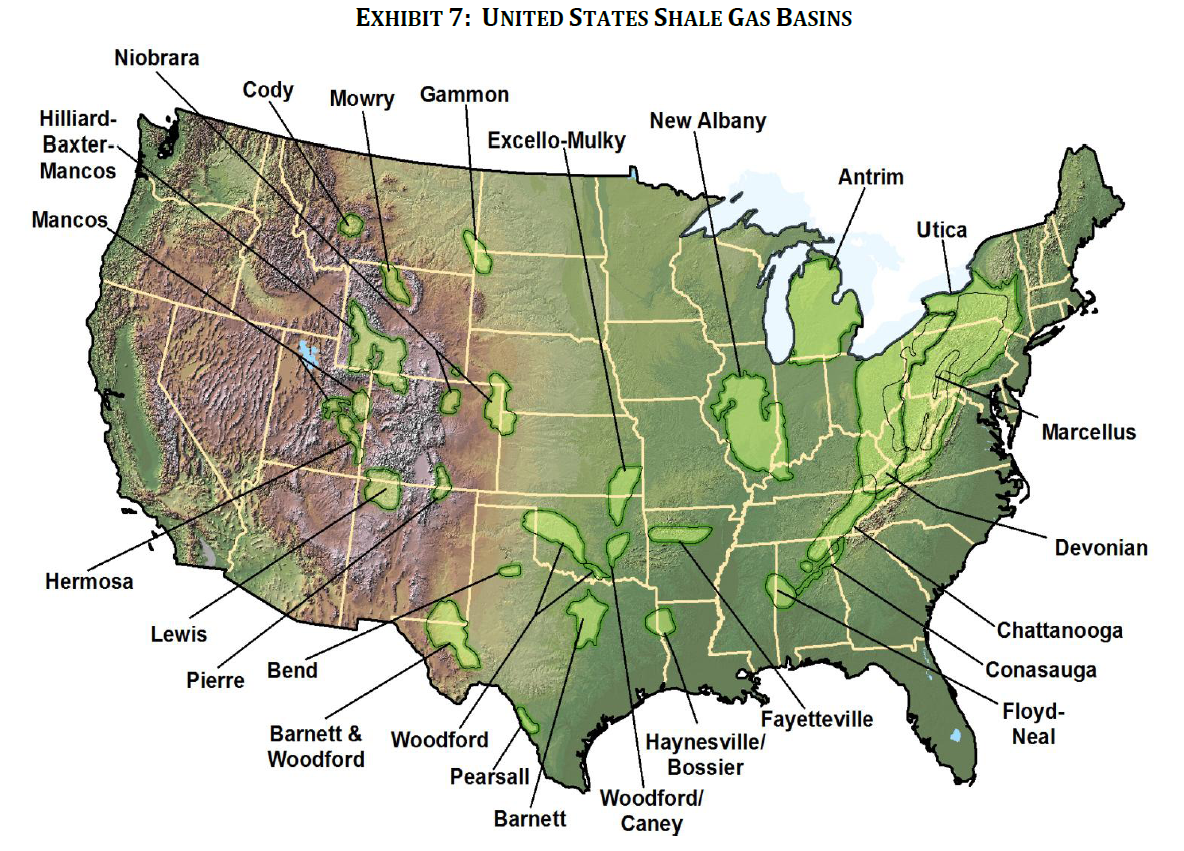 EXHIBIT 7: UNITED STATES SHALE GAS BASINS
Niobrara
Cody
Mowry
Gammon
Hilliard-
Baxter-
Mancos
Excello-Mulky
New Albany
Antrim
Mancos
Utica
Marcellus
Devonian
Hermosa
Lewis
Pierre
Bend
Chattanooga
Conasauga
Barnett &
Woodford
Woodford
Pearsall
Barnett
Haynesville/
Bossier
Woodford/
Caney
Fayetteville
Floyd-
Neal